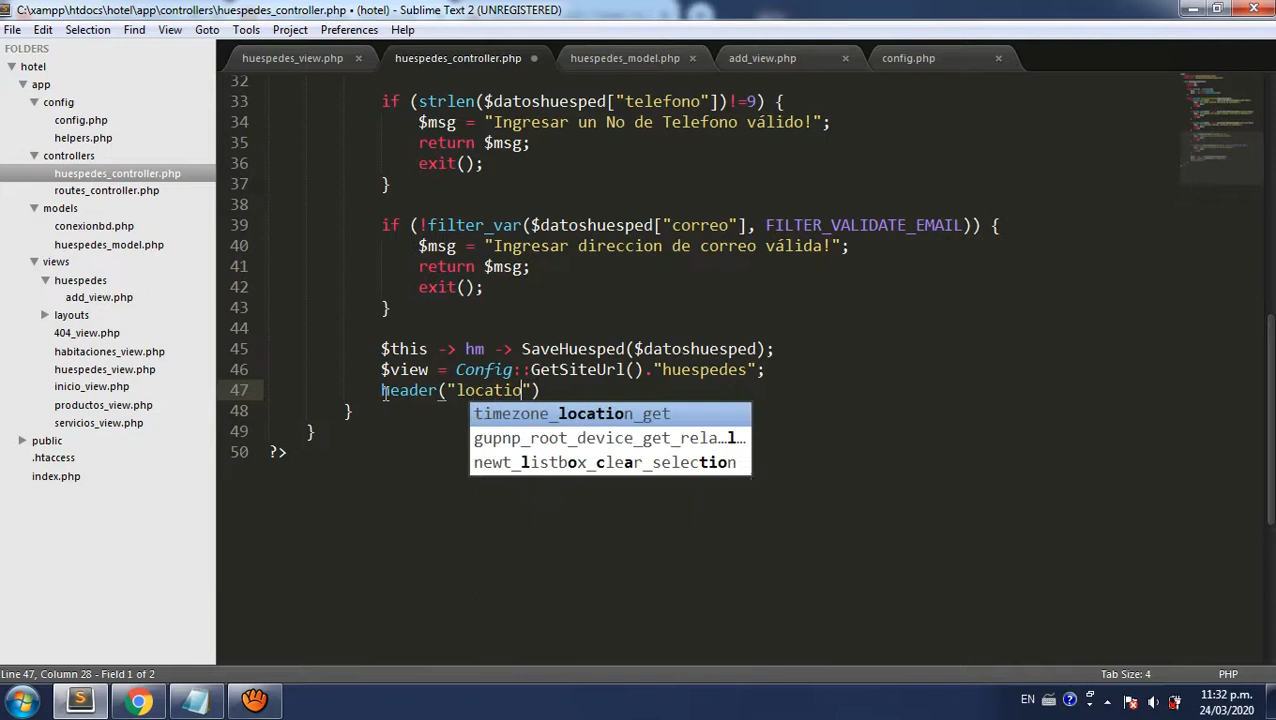 C:\xampp\htdocs\hotel\app\controllers\huespedes_controller.php • (hotel) - Sublime Text 2 (UNREGISTERED)
File Edit Selection Find View Goto Tools Project Preferences Help
FOLDERS
hotel
app
config
config.php
helpers.php
controllers
huespedes_controller.php
routes_controller.php
models
conexionbd.php
huespedes_model.php
views
huespedes
add_view.php
layouts
404_view.php
habitaciones_view.php
huespedes_view.php
inicio_view.php
productos_view.php
servicios_view.php
public
.htaccess
index.php
huespedes_view.php × huespedes_controller.php • huespedes_model.php × add_view.php × config.php ×
32
33 if (strlen($datoshuesped["telefono"])!=9) {
34 $msg = "Ingresar un No de Telefono válido!";
35 return $msg;
36 exit();
37 }
38
39 if (!filter_var($datoshuesped["correo"], FILTER_VALIDATE_EMAIL)) {
40 $msg = "Ingresar direccion de correo válida!";
41 return $msg;
42 exit();
43 }
44
45 $this -> hm -> SaveHuesped($datoshuesped);
46 $view = Config::GetSiteUrl()."huespedes";
47 header("locatio")
48 }
49 }
50 ?>
timezone_location_get
gupnp_root_device_get_rela...l...
newt_listbox_clear_selection
Line 47, Column 28 - Field 1 of 2 Tab Size: 4 PHP
EN 11:32 p.m.
24/03/2020